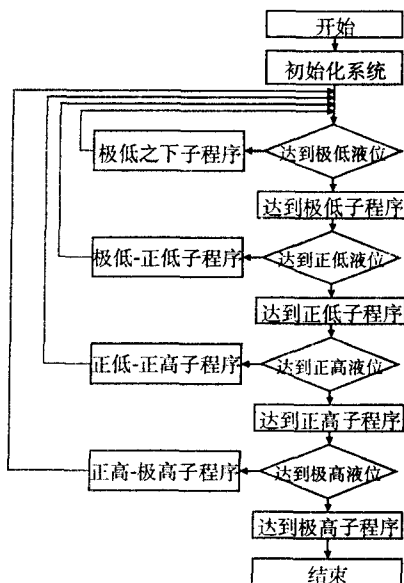 开始
初始化系统
极低之下子程序
达到极低液位
达到极低子程序
极低-正低子程序
达到正低液位
达到正低子程序
正低-正高子程序
达到正高液位
达到正高子程序
正高-极高子程序
达到极高液位
达到极高子程序
结束